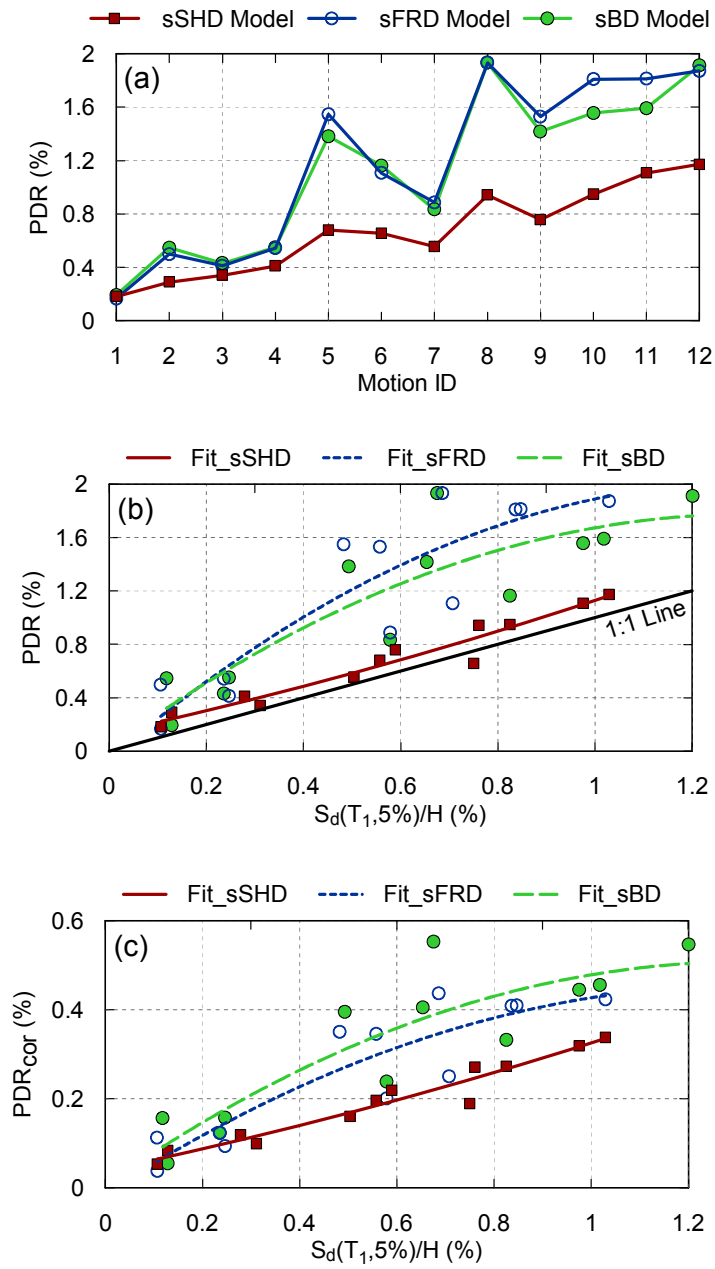 sSHD Model sFRD Model sBD Model
(a)
PDR (%)
2
1.6
1.2
0.8
0.4
0
1 2 3 4 5 6 7 8 9 10 11 12
Motion ID
Fit_sSHD Fit_sFRD Fit_sBD
(b)
PDR (%)
2
1.6
1.2
0.8
0.4
0
1:1 Line
0 0.2 0.4 0.6 0.8 1 1.2
Sd(T1,5%)/H (%)
Fit_sSHD Fit_sFRD Fit_sBD
(c)
PDRcor (%)
0.6
0.4
0.2
0
0 0.2 0.4 0.6 0.8 1 1.2
Sd(T1,5%)/H (%)